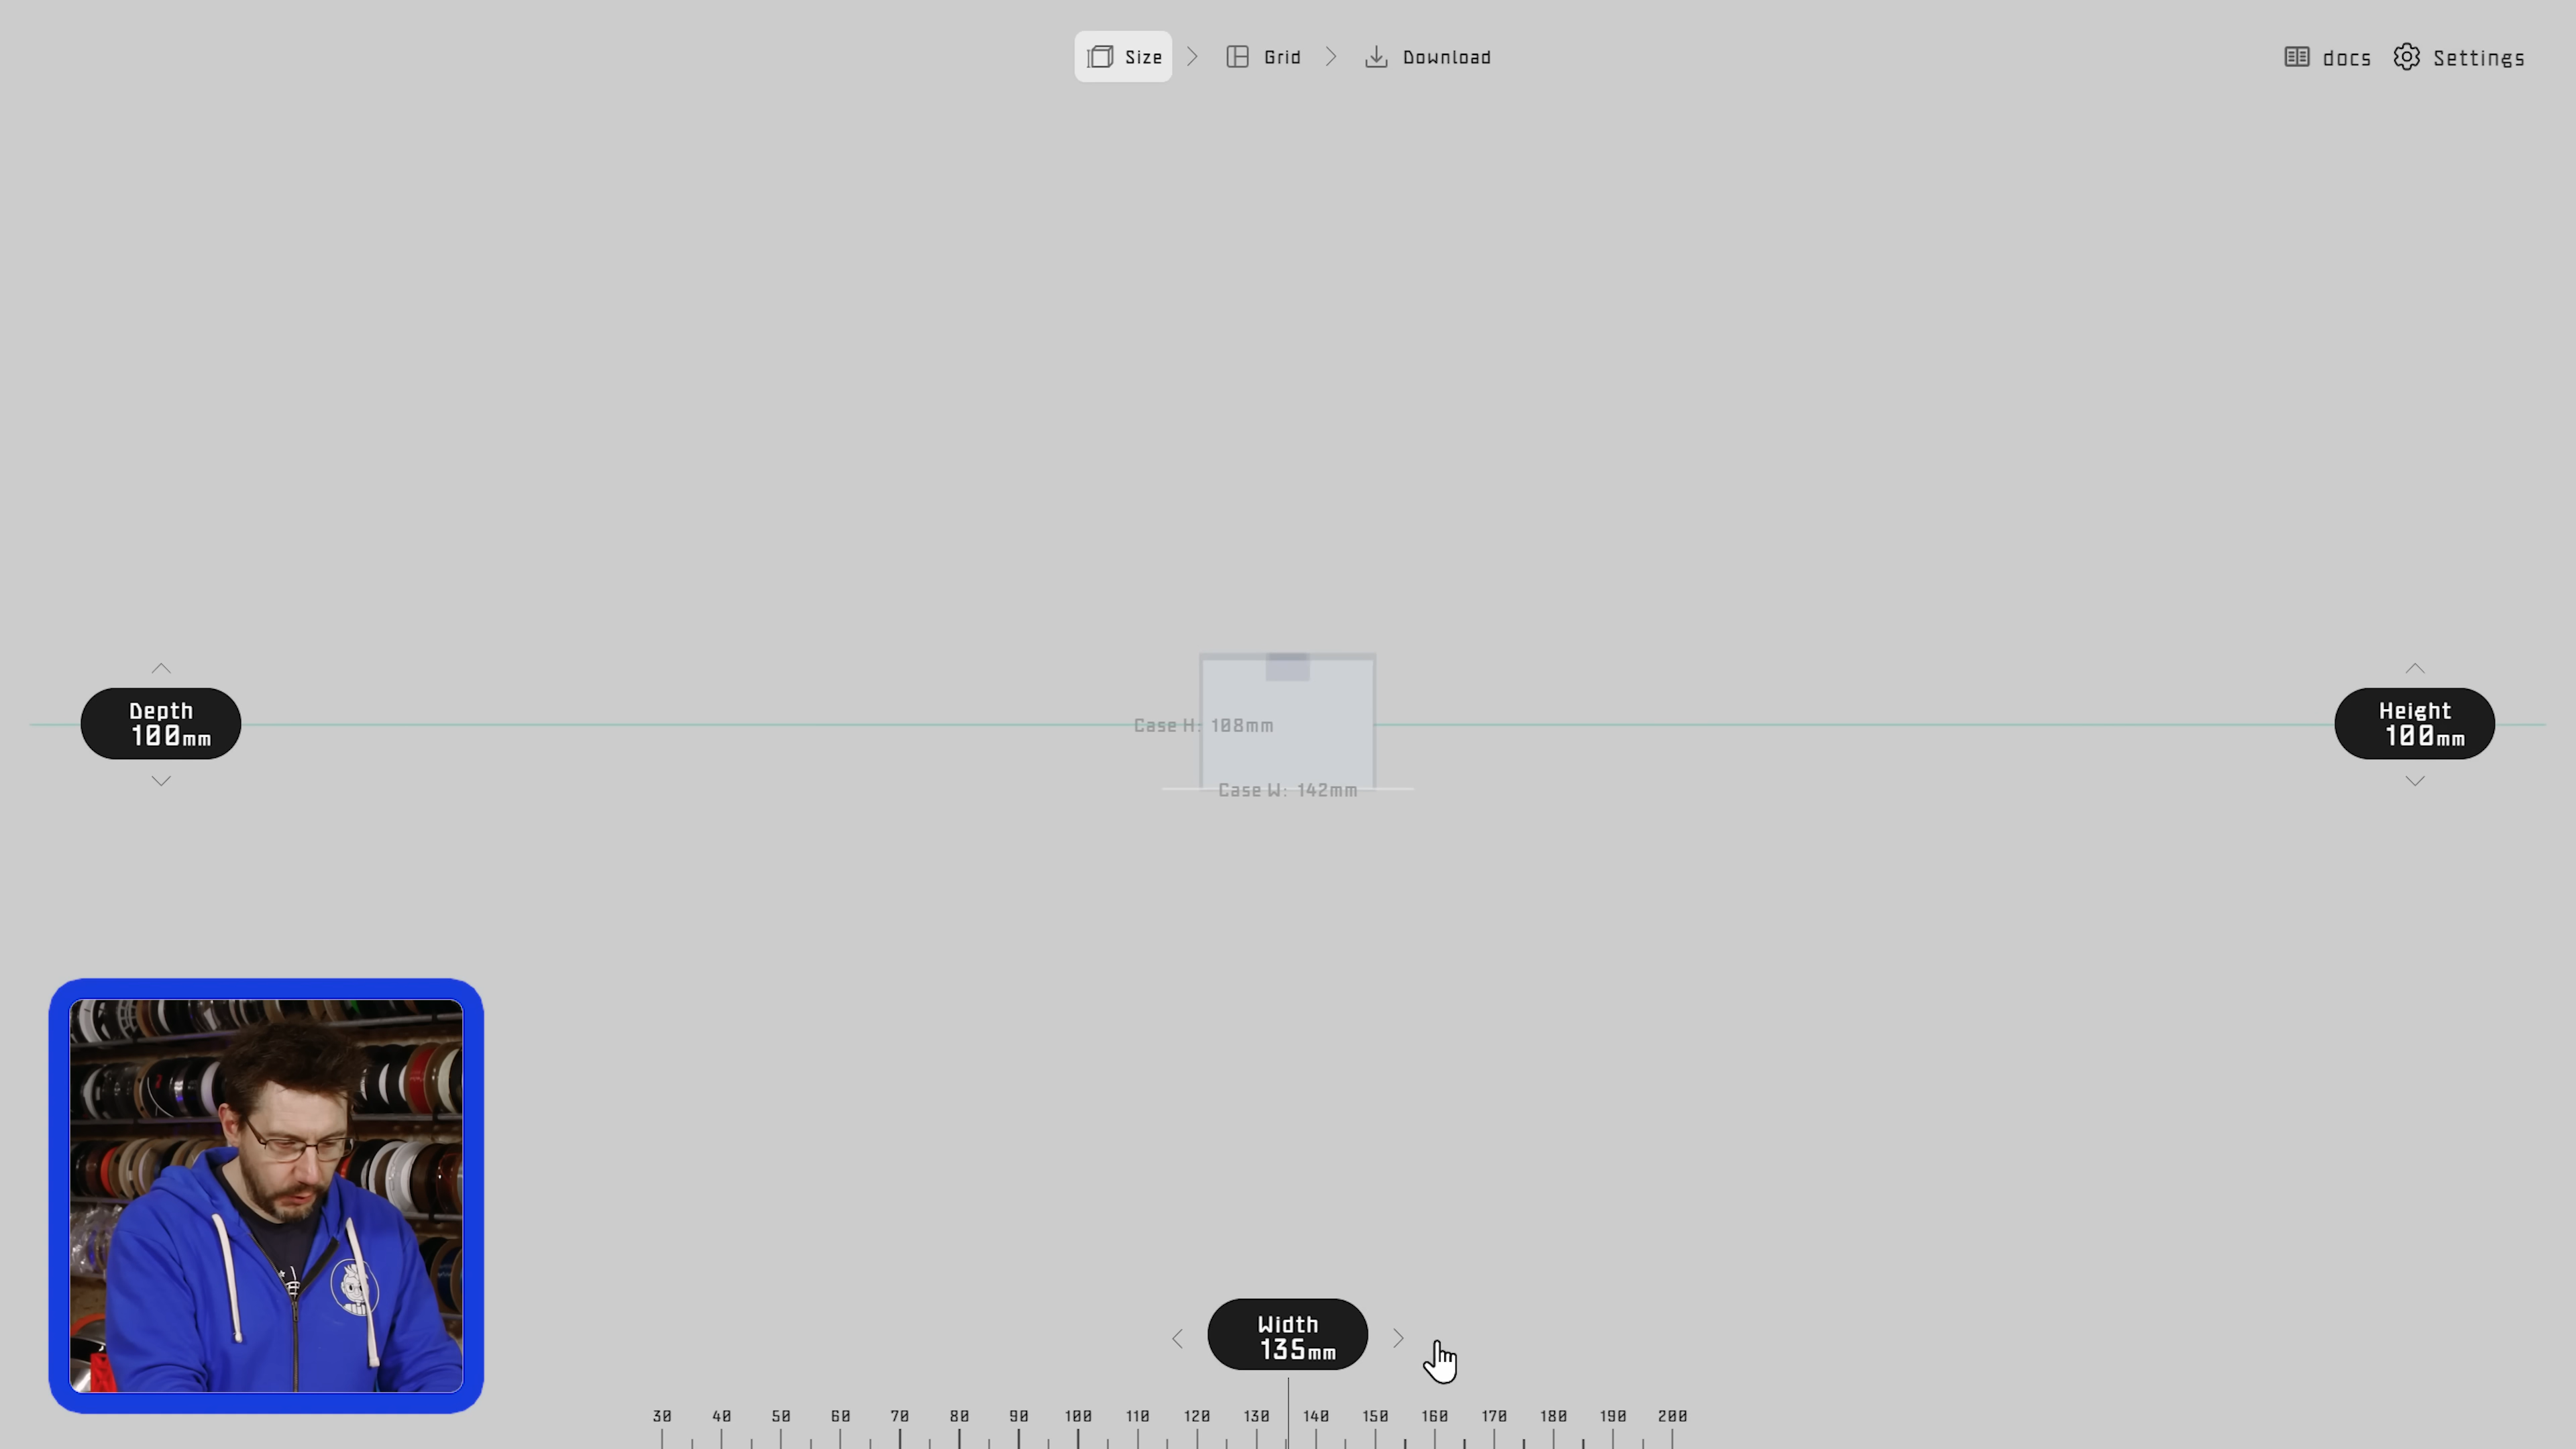 Size
Grid
Download
docs
Settings
Depth
100mm
Case H: 108mm
Case W: 142mm
Height
100mm
Width
135mm
30 40 50 60 70 80 90 100 110 120 130 140 150 160 170 180 190 200